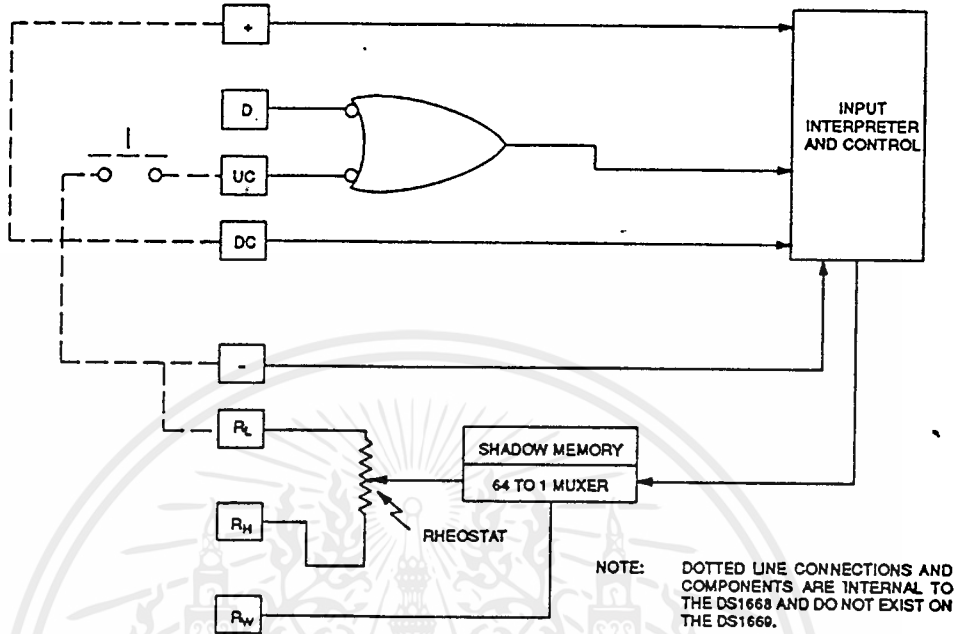 +
D
UC
DC
-
RL
RH
RW
INPUT
INTERPRETER
AND CONTROL
SHADOW MEMORY
64 TO 1 MUXER
RHEOSTAT
NOTE: DOTTED LINE CONNECTIONS AND
COMPONENTS ARE INTERNAL TO
THE DS1668 AND DO NOT EXIST ON
THE DS1669.